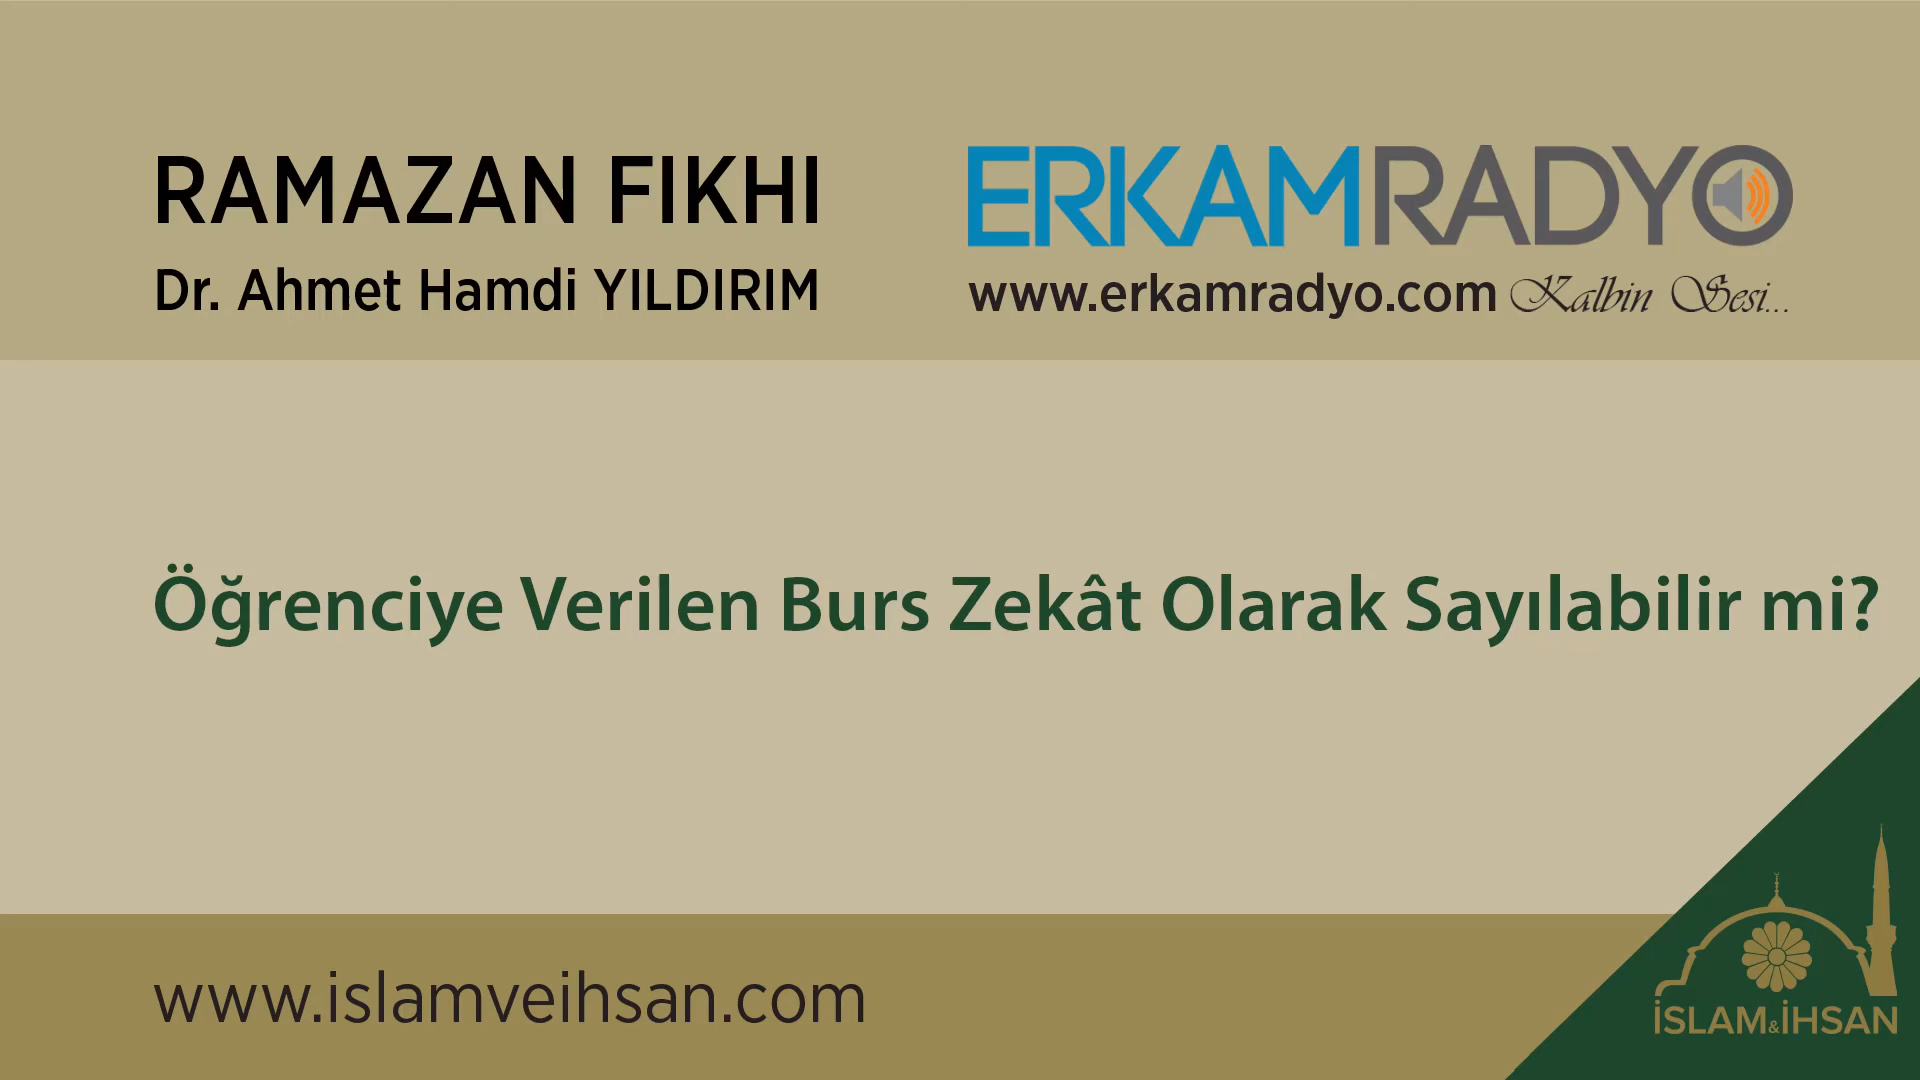 RAMAZAN FIKHI
Dr. Ahmet Hamdi YILDIRIM
ERKAMRADYO
www.erkamradyo.com Kalbin Sesi...
Öğrenciye Verilen Burs Zekât Olarak Sayılabilir mi?
www.islamveihsan.com
İSLAM&İHSAN